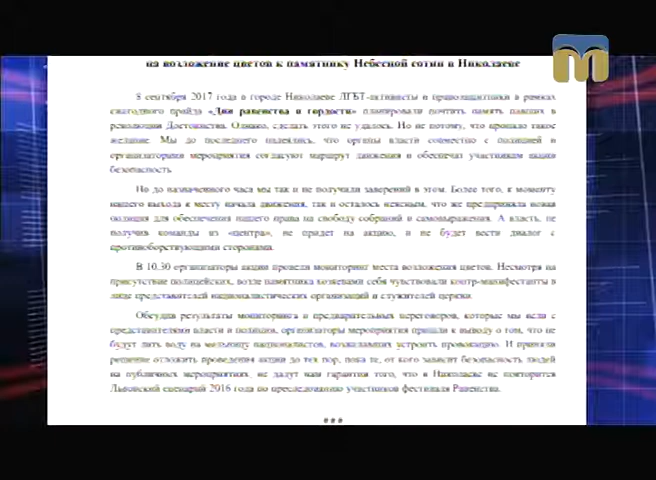 на возложение цветов к памятнику Небесной сотни в Николаеве
8 сентября 2017 года в городе Николаеве ЛГБТ-активисты и правозащитники в рамках
ежегодного прайда «Дни равенства и гордости» планировали почтить память павших в
революции Достоинства. Однако, сделать этого не удалось. Но не потому, что пропало такое
желание. Мы до последнего надеялись, что органы власти совместно с полицией и
организаторами мероприятия согласуют маршрут движения и обеспечат участникам акции
безопасность.
Но до назначенного часа мы так и не получили заверений в этом. Более того, к моменту
нашего выхода к месту начала движения, так и осталось неясным, что же предприняла новая
полиция для обеспечения нашего права на свободу собраний и самовыражения. А власть, не
получив команды из «центра», не придет на акцию, и не будет вести диалог с
противоборствующими сторонами.
В 10.30 организаторы акции провели мониторинг места возложения цветов. Несмотря на
присутствие полицейских, возле памятника хозяевами себя чувствовали контр-манифестанты в
лице представителей националистических организаций и служителей церкви.
Обсудив результаты мониторинга и предварительных переговоров, которые мы вели с
представителями власти и полиции, организаторы мероприятия пришли к выводу о том, что не
будут лить воду на мельницу националистов, возжелавших устроить провокацию. И приняли
решение отложить проведения акции до тех пор, пока те, от кого зависит безопасность людей
на публичных мероприятиях, не дадут нам гарантии того, что в Николаеве не повторится
Львовский сценарий 2016 года по преследованию участников фестиваля Равенства.
***